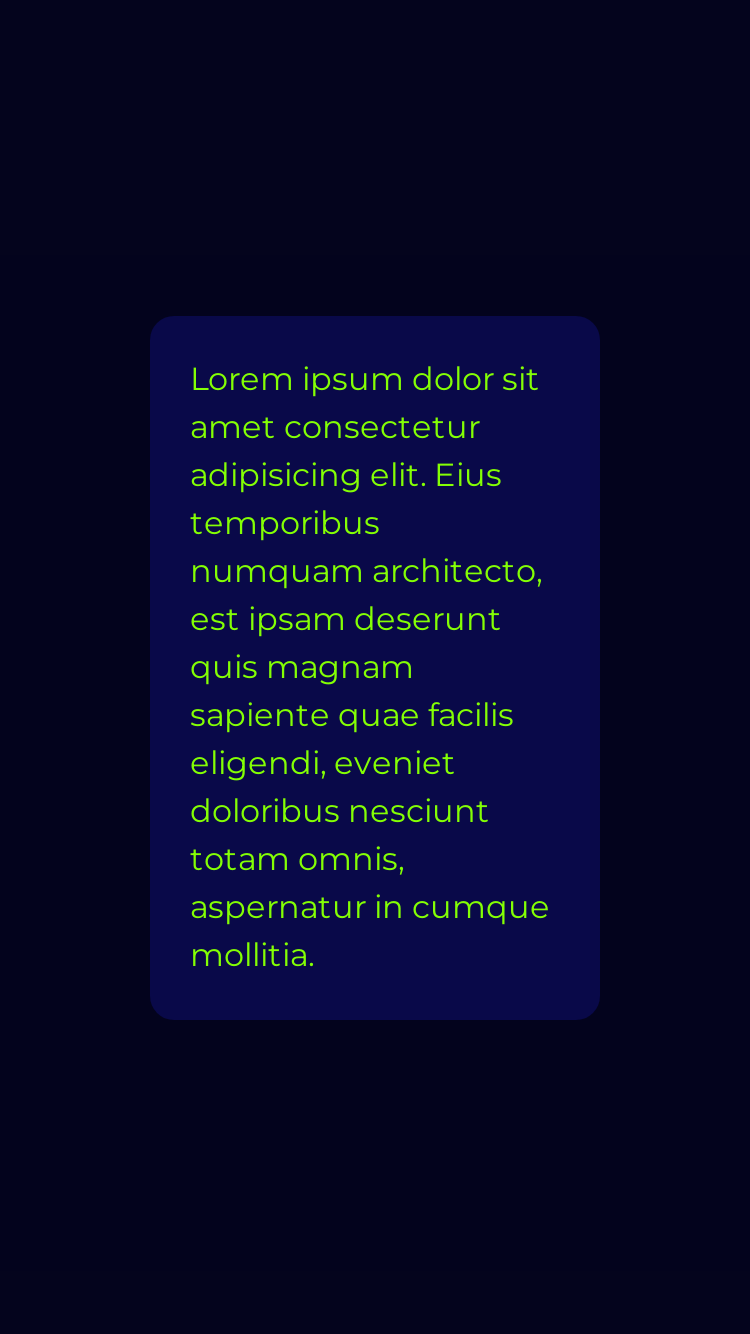 Lorem ipsum dolor sit
amet consectetur
adipisicing elit. Eius
temporibus
numquam architecto,
est ipsam deserunt
quis magnam
sapiente quae facilis
eligendi, eveniet
doloribus nesciunt
totam omnis,
aspernatur in cumque
mollitia.